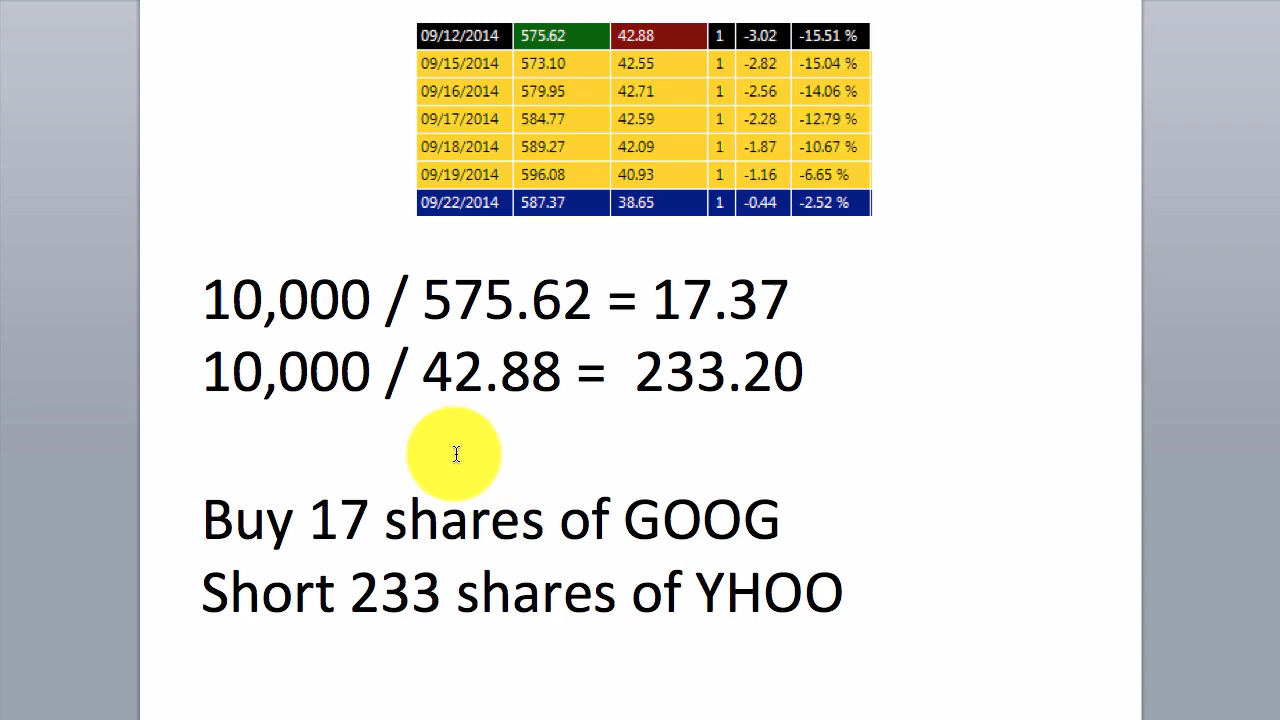 09/12/2014 575.62 42.88 1 -3.02 -15.51 %
09/15/2014 573.10 42.55 1 -2.82 -15.04 %
09/16/2014 579.95 42.71 1 -2.56 -14.06 %
09/17/2014 584.77 42.59 1 -2.28 -12.79 %
09/18/2014 589.27 42.09 1 -1.87 -10.67 %
09/19/2014 596.08 40.93 1 -1.16 -6.65 %
09/22/2014 587.37 38.65 1 -0.44 -2.52 %
10,000 / 575.62 = 17.37
10,000 / 42.88 = 233.20
Buy 17 shares of GOOG
Short 233 shares of YHOO